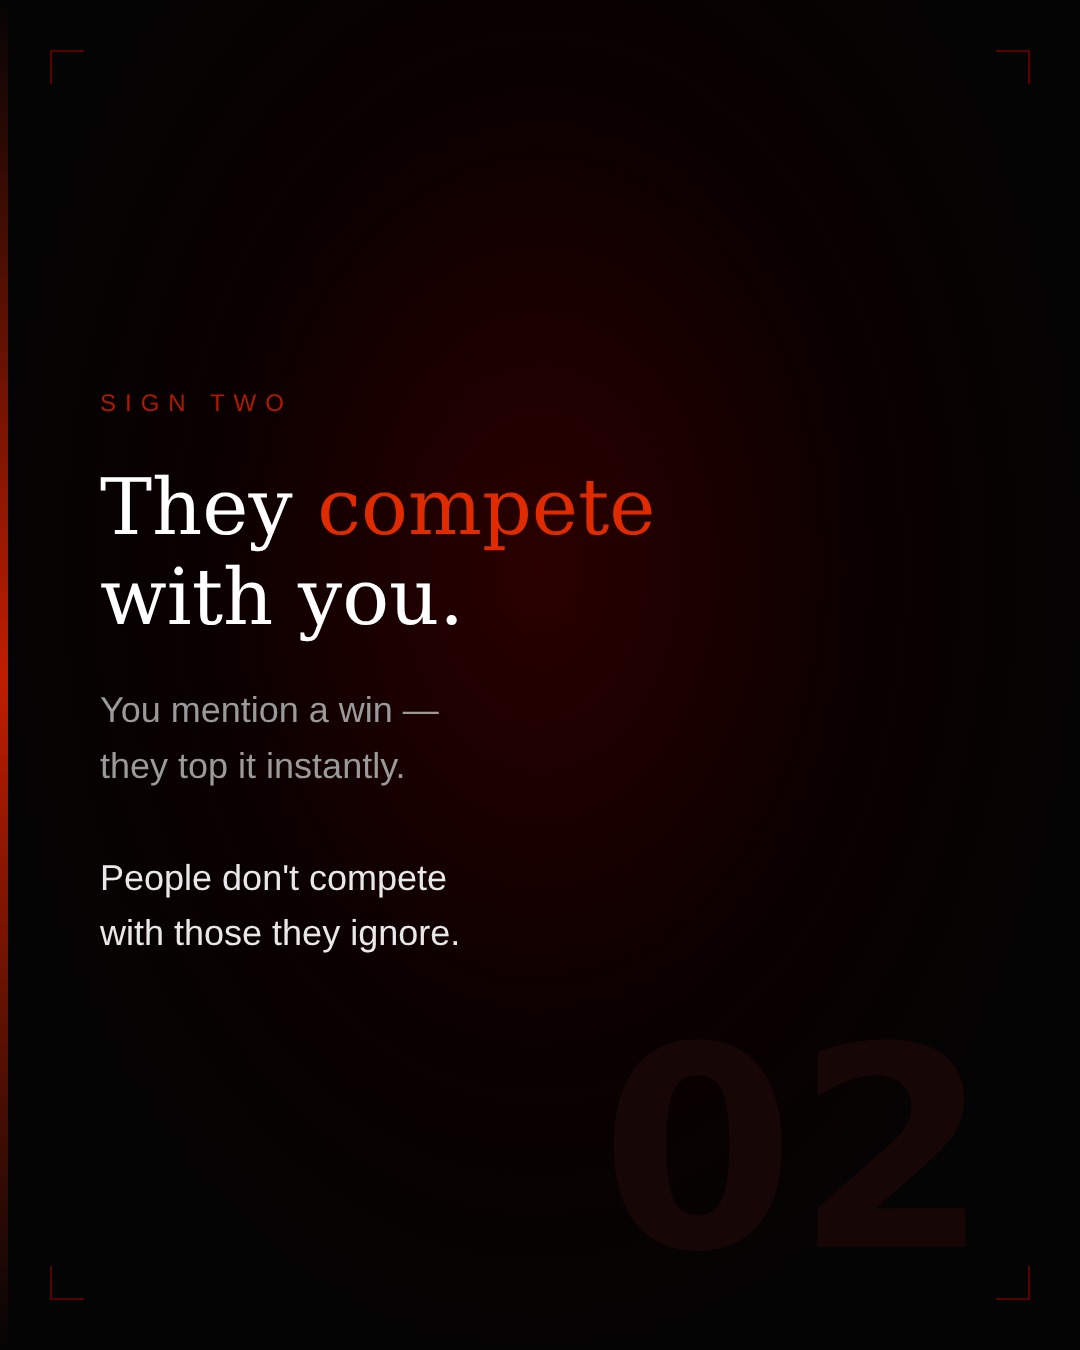 SIGN TWO
They compete
with you.
You mention a win —
they top it instantly.
People don't compete
with those they ignore.
02